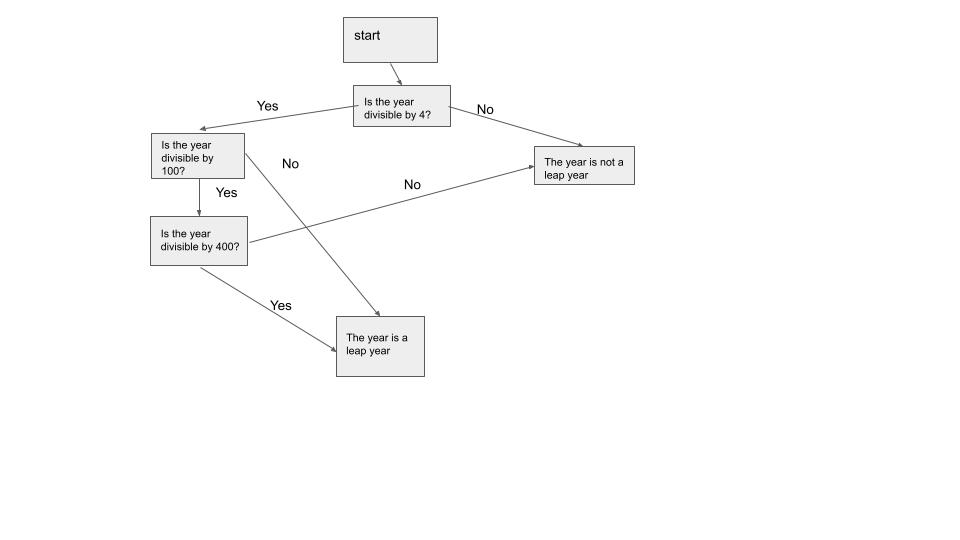 start
Is the year
divisible by 4?
Yes
No
Is the year
divisible by
100?
No
The year is not a
leap year
Yes
No
Is the year
divisible by 400?
Yes
The year is a
leap year